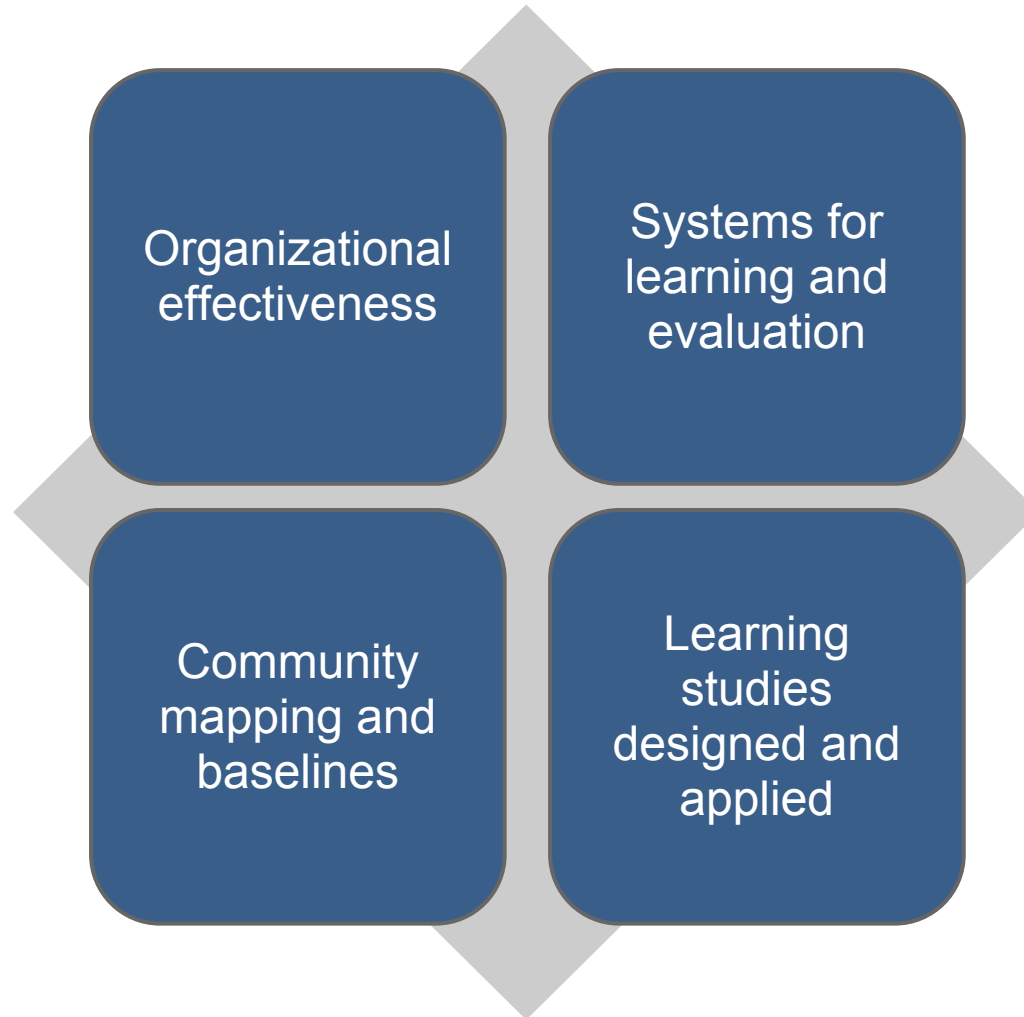 Organizational
effectiveness
Systems for
learning and
evaluation
Community
mapping and
baselines
Learning
studies
designed and
applied